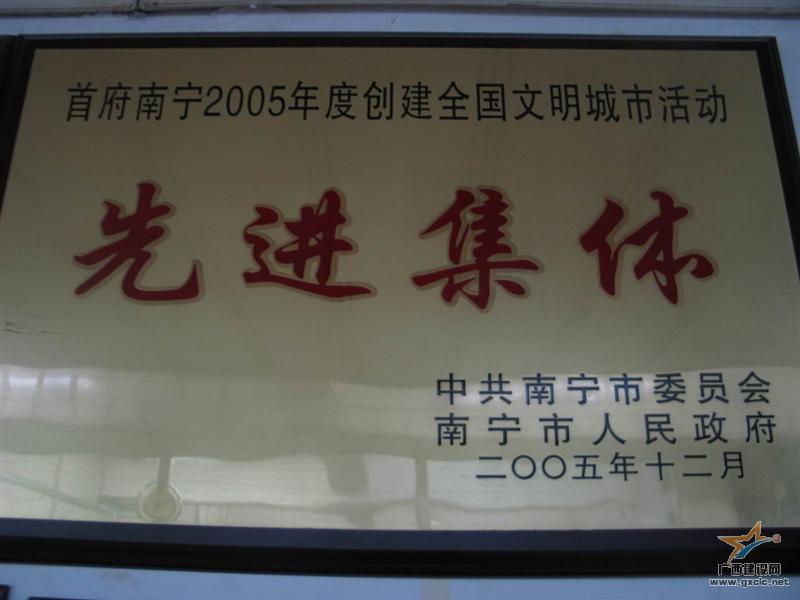 首府南宁2005年度创建全国文明城市活动
先进集体
中共南宁市委员会
南宁市人民政府
二〇〇五年十二月
广西建设网
www.gxcic.net